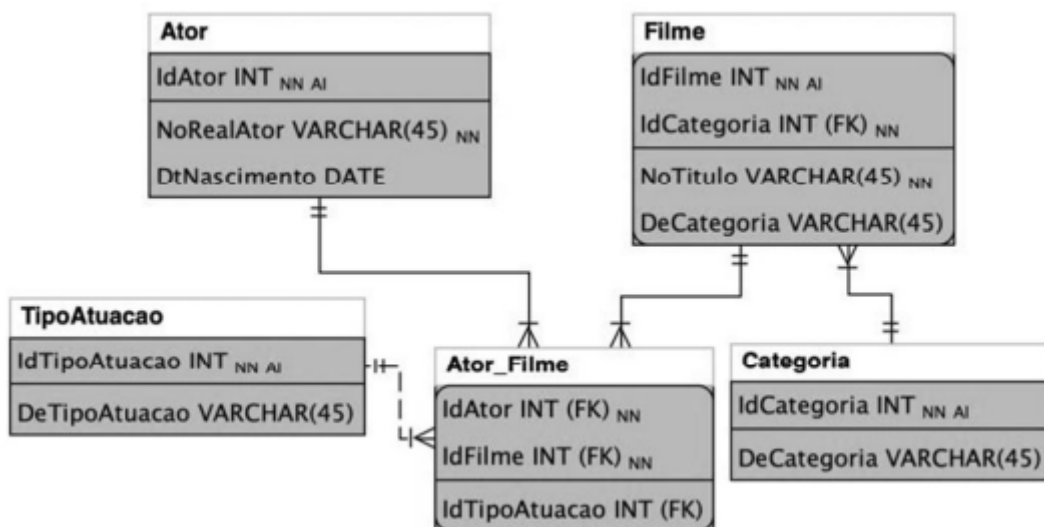 Ator
IdAtor INT NN AI
NoRealAtor VARCHAR(45) NN
DtNascimento DATE
Filme
IdFilme INT NN AI
IdCategoria INT (FK) NN
NoTitulo VARCHAR(45) NN
DeCategoria VARCHAR(45)
TipoAtuacao
IdTipoAtuacao INT NN AI
DeTipoAtuacao VARCHAR(45)
Ator_Filme
IdAtor INT (FK) NN
IdFilme INT (FK) NN
IdTipoAtuacao INT (FK)
Categoria
IdCategoria INT NN AI
DeCategoria VARCHAR(45)